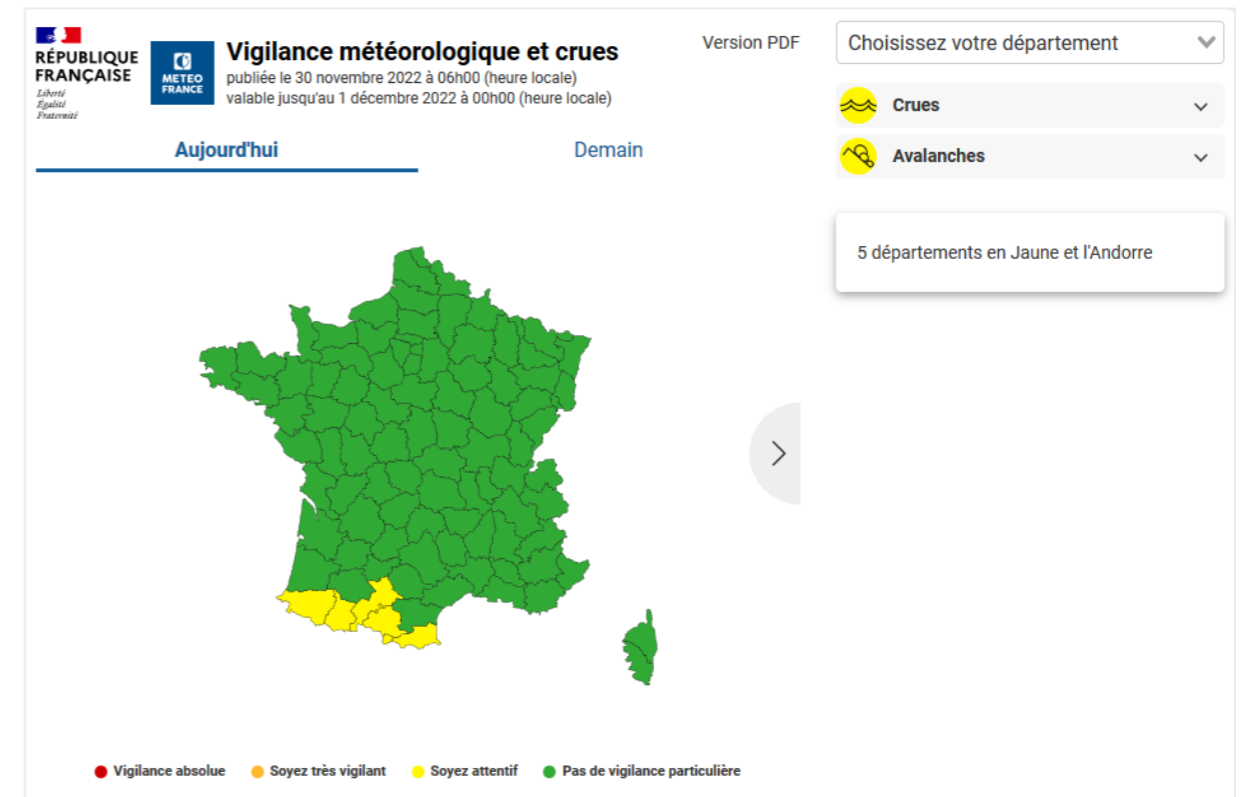 RÉPUBLIQUE
FRANÇAISE
Liberté
Égalité
Fraternité
METEO
FRANCE
Vigilance météorologique et crues
publiée le 30 novembre 2022 à 06h00 (heure locale)
valable jusqu'au 1 décembre 2022 à 00h00 (heure locale)
Version PDF
Aujourd'hui
Demain
Choisissez votre département
Crues
Avalanches
5 départements en Jaune et l'Andorre
Vigilance absolue
Soyez très vigilant
Soyez attentif
Pas de vigilance particulière